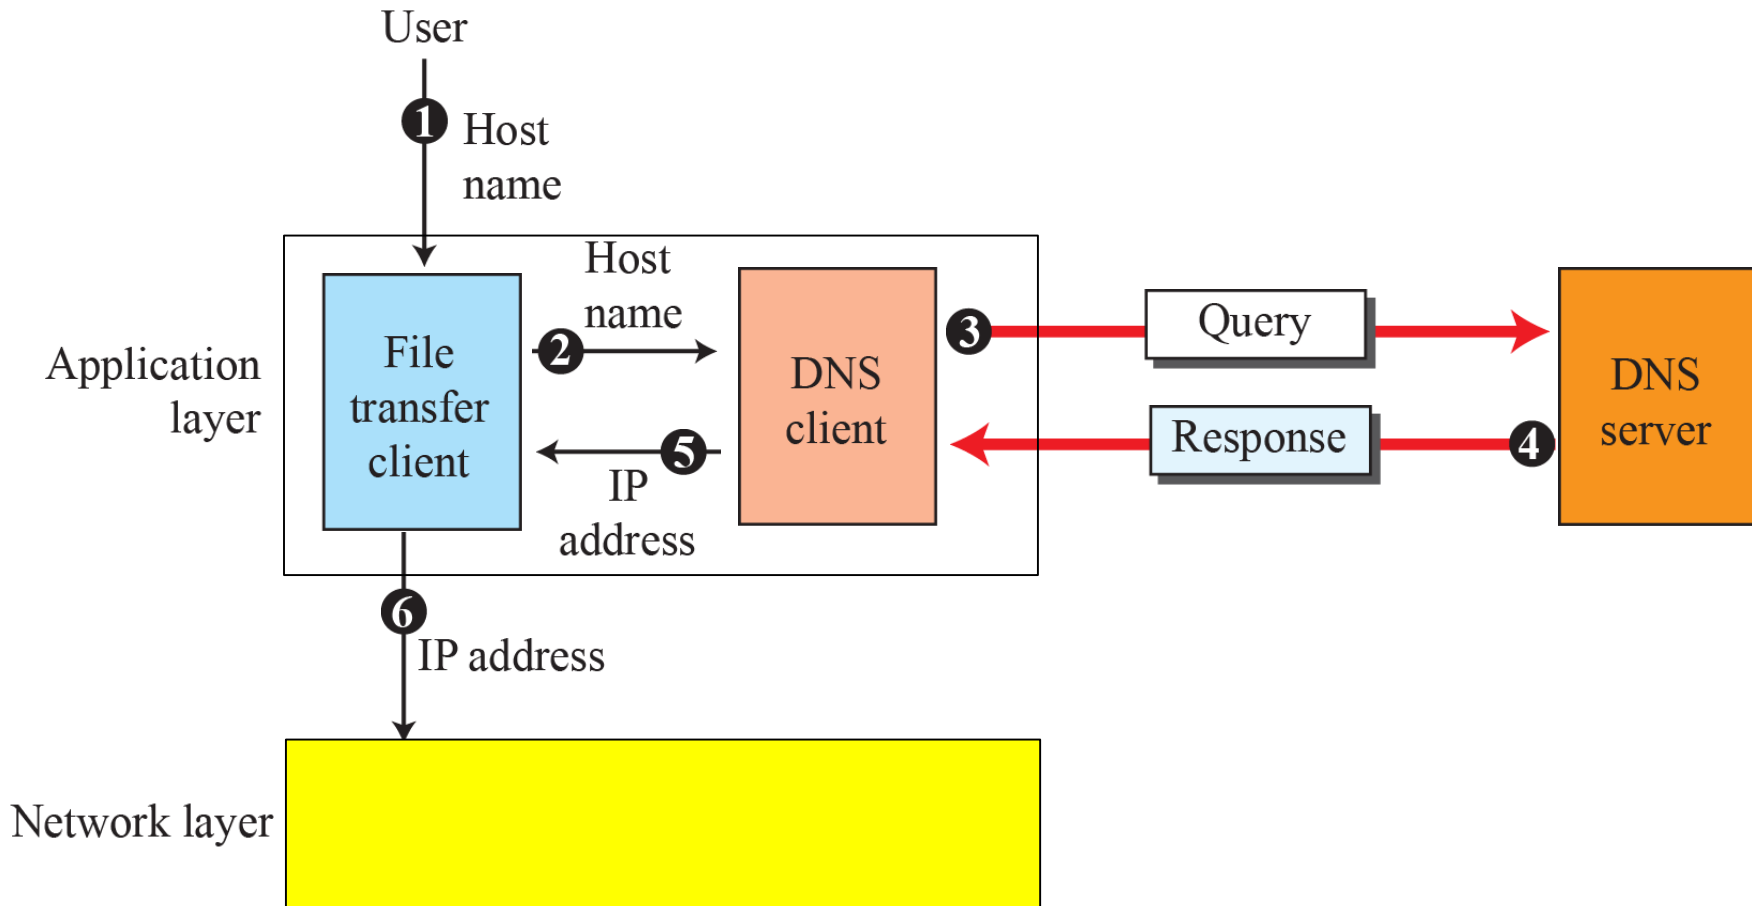 User
1
Host
name
Host
name
2
File
transfer
client
DNS
client
5
IP
address
3
Query
Response
4
DNS
server
Application
layer
6
IP address
Network layer